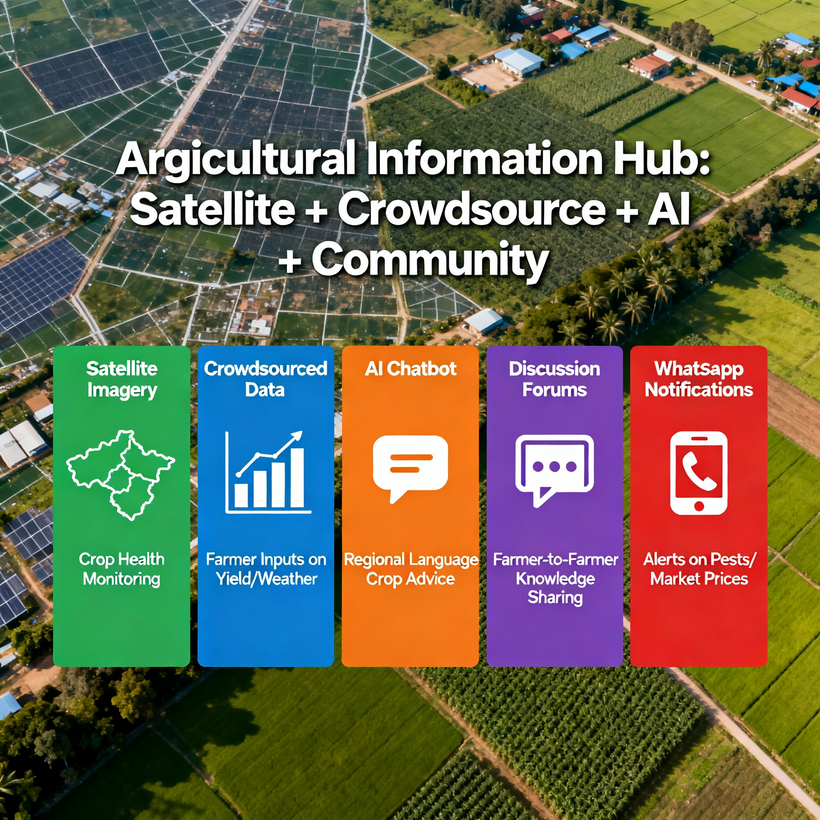 Argicultural Information Hub:
Satellite + Crowdsource + AI
+ Community
Satellite
Imagery
Crop Health
Monitoring
Crowdsourced
Data
Farmer Inputs on
Yield/Weather
AI Chatbot
Regional Language
Crop Advice
Discussion
Forums
Farmer-to-Farmer
Knowledge
Sharing
WhatSapp
Notifications
Alerts on Pests/
Market Prices